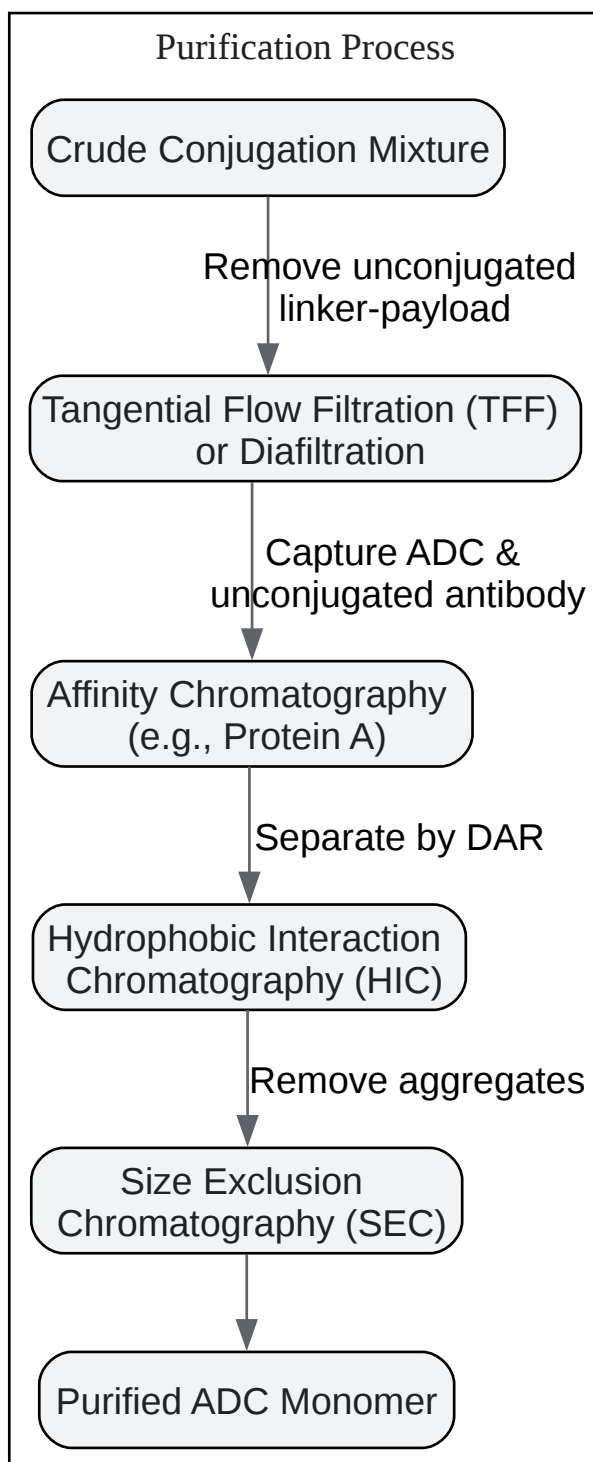 Purification Process
Crude Conjugation Mixture
Remove unconjugated
linker-payload
Tangential Flow Filtration (TFF)
or Diafiltration
Capture ADC &
unconjugated antibody
Affinity Chromatography
(e.g., Protein A)
Separate by DAR
Hydrophobic Interaction
Chromatography (HIC)
Remove aggregates
Size Exclusion
Chromatography (SEC)
Purified ADC Monomer